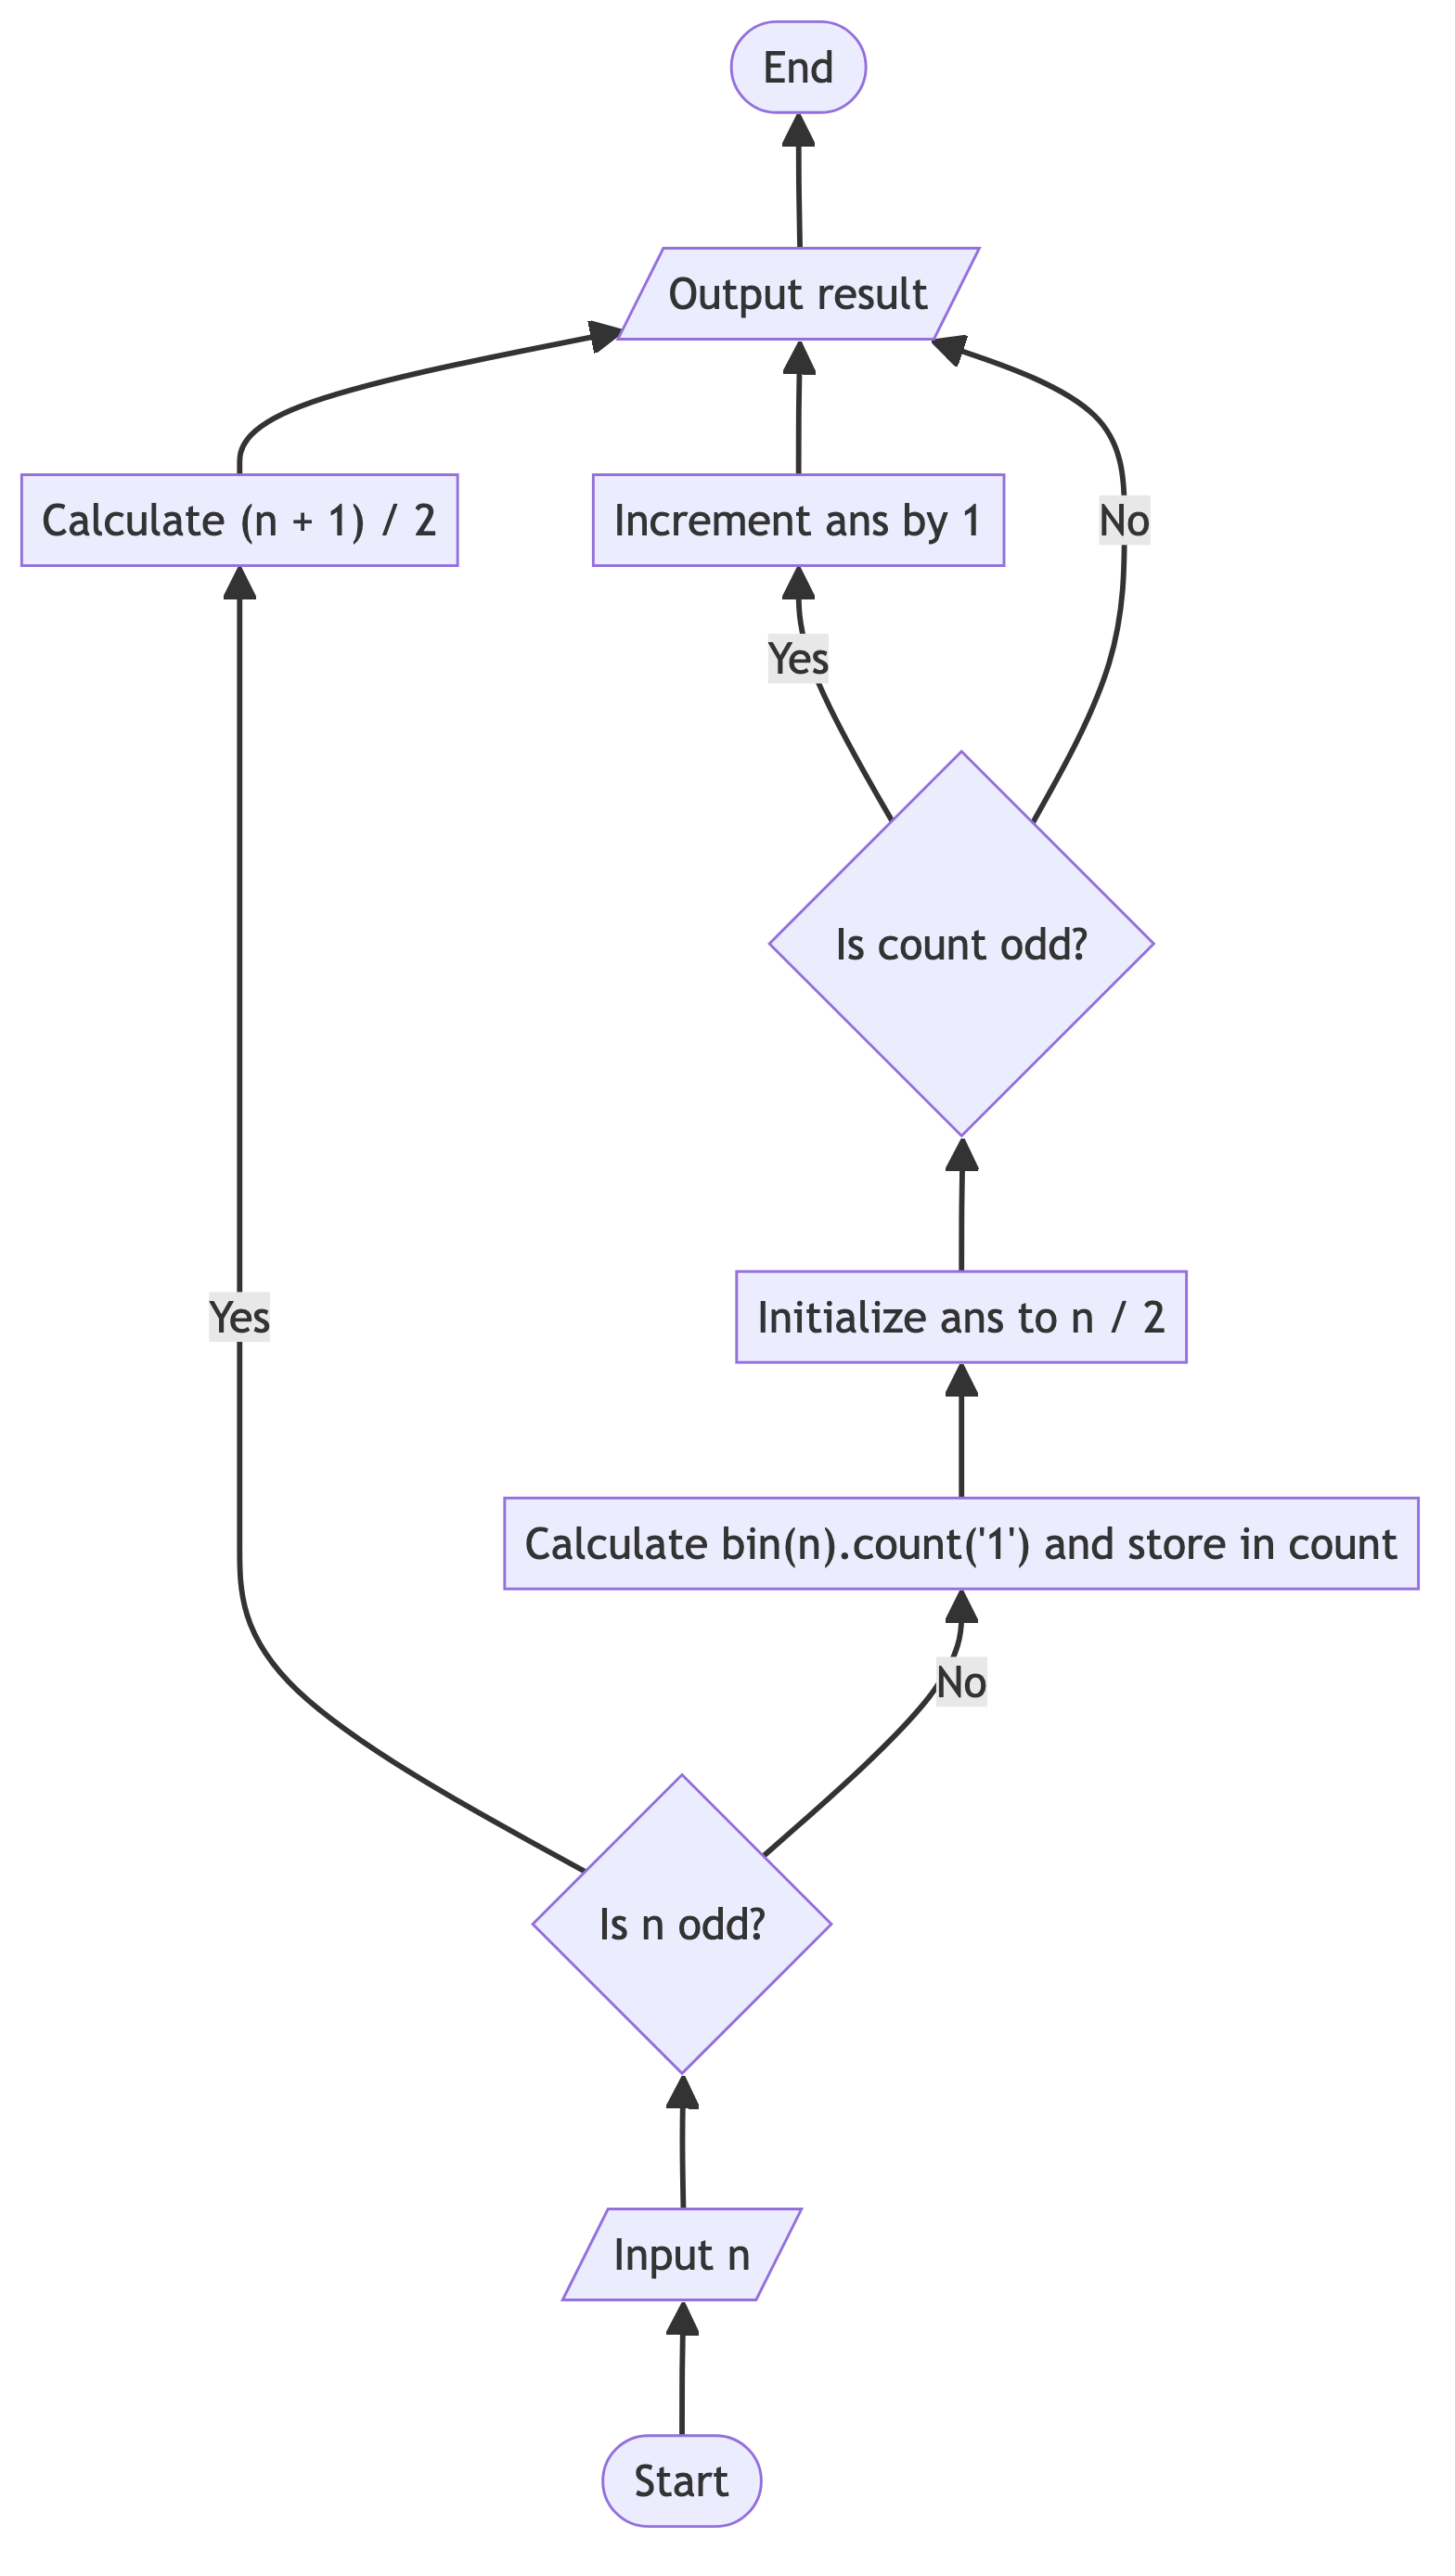 End
Output result
Calculate (n + 1) / 2
Increment ans by 1
No
Yes
Is count odd?
Yes
Initialize ans to n / 2
Calculate bin(n).count('1') and store in count
No
Is n odd?
Input n
Start